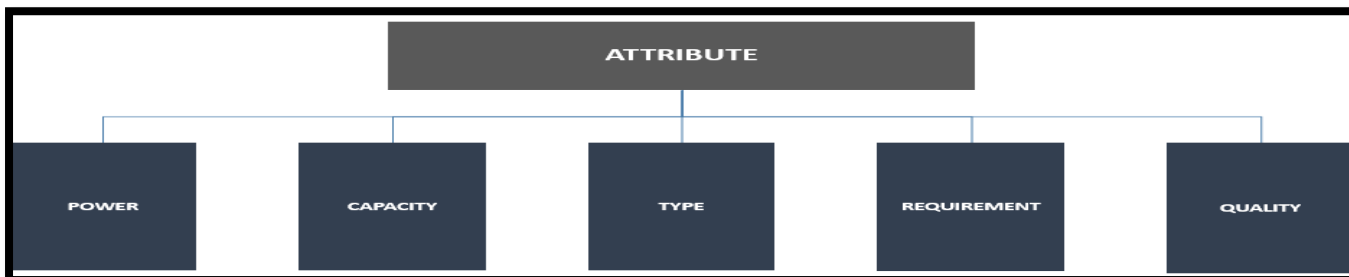 ATTRIBUTE
POWER
CAPACITY
TYPE
REQUIREMENT
QUALITY